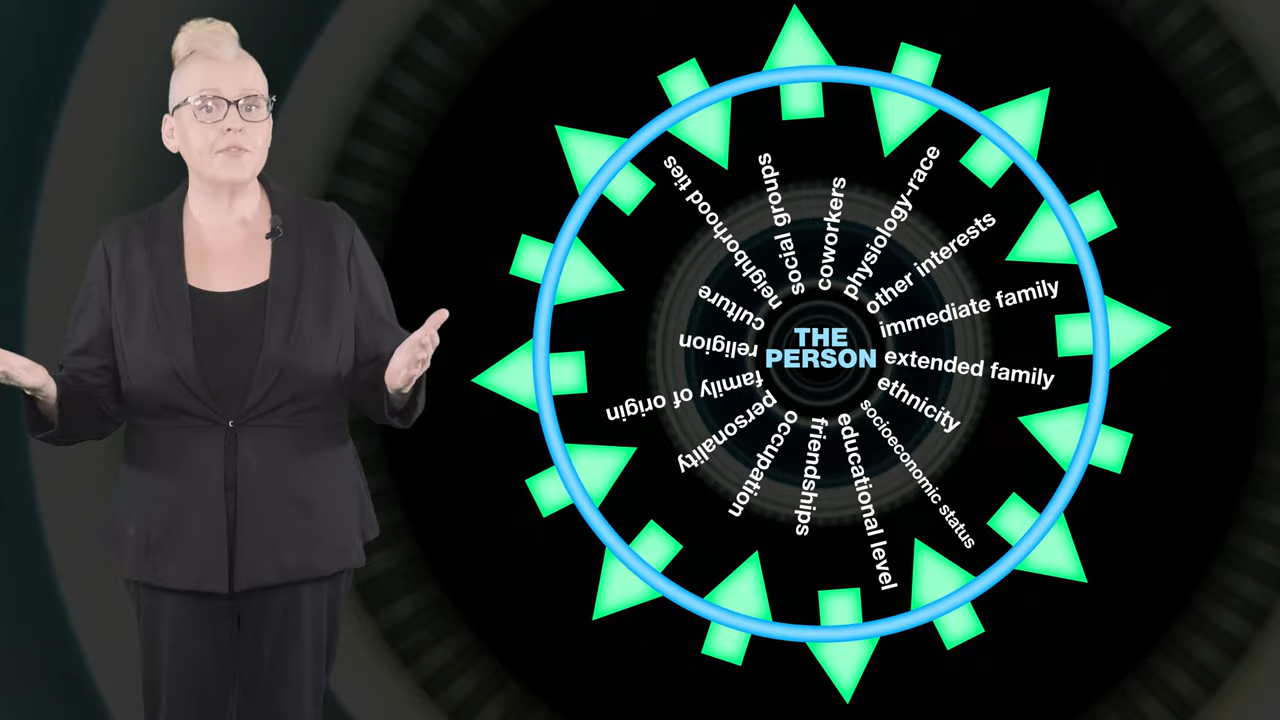 THE
PERSON
coworkers
physiology-race
other interests
immediate family
extended family
ethnicity
socioeconomic status
educational level
friendships
occupation
personality
family of origin
religion
culture
neighborhood ties
social groups